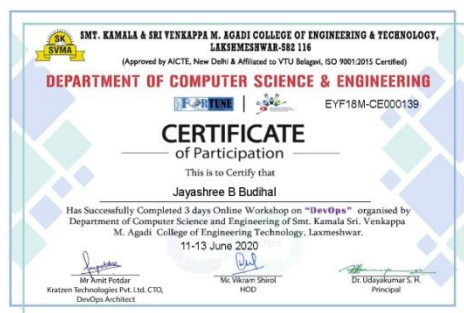 SK
SVMA
SMT. KAMALA & SRI VENKAPPA M. AGADI COLLEGE OF ENGINEERING & TECHNOLOGY,
LAKSHMESHWAR-582 116
(Approved by AICTE, New Delhi & Affiliated to VTU Belagavi, ISO 9001:2015 Certified)
DEPARTMENT OF COMPUTER SCIENCE & ENGINEERING
FORTUNE
EYF18M-CE000139
CERTIFICATE
of Participation
This is to Certify that
Jayashree B Budihal
Has Successfully Completed 3 days Online Workshop on "DevOps" organised by
Department of Computer Science and Engineering of Smt. Kamala Sri. Venkappa
M. Agadi College of Engineering Technology, Laxmeshwar.
11-13 June 2020
Mr Amit Potdar
Kratzen Technologies Pvt. Ltd. CTO,
DevOps Architect
Mr. Vikram Shirol
HOD
Dr. Udayakumar S. H.
Principal